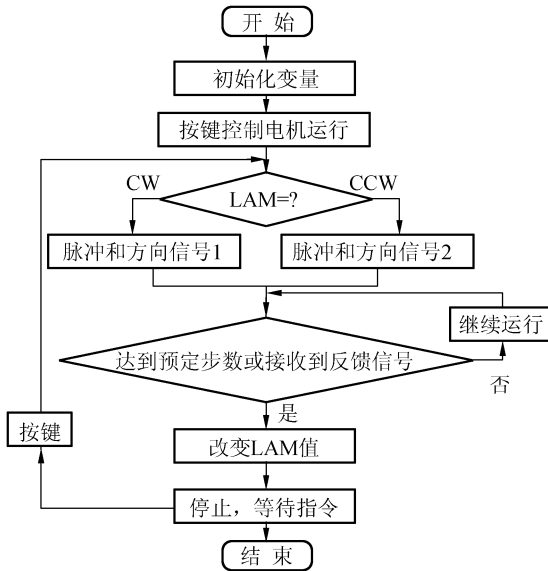 开 始
初始化变量
按键控制电机运行
CW
CCW
LAM=?
脉冲和方向信号1
脉冲和方向信号2
继续运行
达到预定步数或接收到反馈信号
否
是
按键
改变LAM值
停止，等待指令
结 束